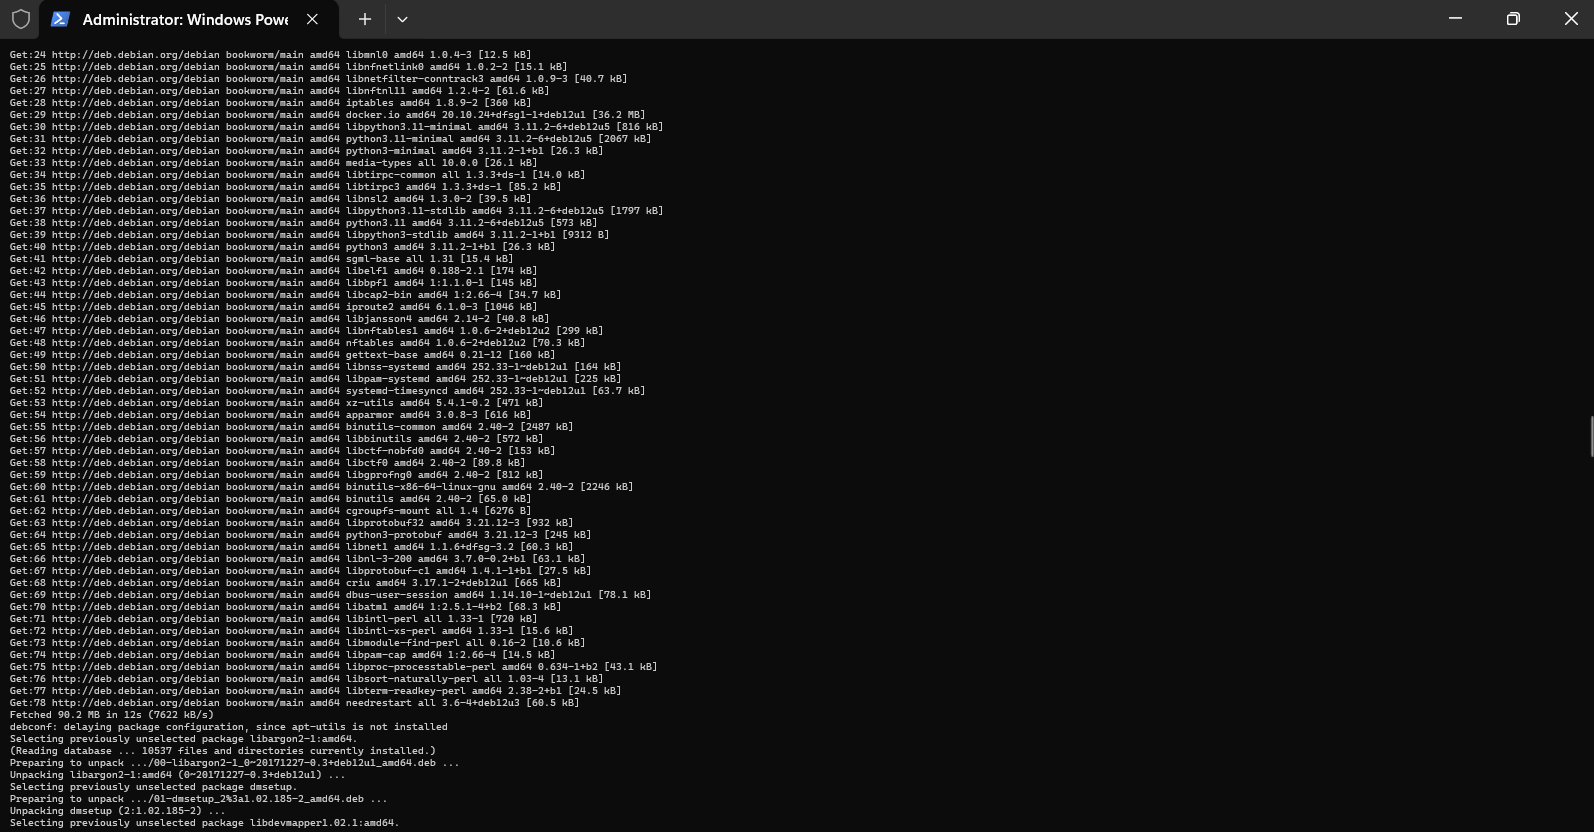 Administrator: Windows Powe
Get:24 http://deb.debian.org/debian bookworm/main amd64 libmnl0 amd64 1.0.4-3 [12.5 kB]
Get:25 http://deb.debian.org/debian bookworm/main amd64 libnfnetlink0 amd64 1.0.2-2 [15.1 kB]
Get:26 http://deb.debian.org/debian bookworm/main amd64 libnetfilter-conntrack3 amd64 1.0.9-3 [40.7 kB]
Get:27 http://deb.debian.org/debian bookworm/main amd64 libnftnl11 amd64 1.2.4-2 [61.6 kB]
Get:28 http://deb.debian.org/debian bookworm/main amd64 iptables amd64 1.8.9-2 [360 kB]
Get:29 http://deb.debian.org/debian bookworm/main amd64 docker.io amd64 20.10.24+dfsg1-1+deb12u1 [36.2 MB]
Get:30 http://deb.debian.org/debian bookworm/main amd64 libpython3.11-minimal amd64 3.11.2-6+deb12u5 [816 kB]
Get:31 http://deb.debian.org/debian bookworm/main amd64 python3.11-minimal amd64 3.11.2-6+deb12u5 [2067 kB]
Get:32 http://deb.debian.org/debian bookworm/main amd64 python3-minimal amd64 3.11.2-1+b1 [26.3 kB]
Get:33 http://deb.debian.org/debian bookworm/main amd64 media-types all 10.0.0 [26.1 kB]
Get:34 http://deb.debian.org/debian bookworm/main amd64 libtirpc-common all 1.3.3+ds-1 [14.0 kB]
Get:35 http://deb.debian.org/debian bookworm/main amd64 libtirpc3 amd64 1.3.3+ds-1 [85.2 kB]
Get:36 http://deb.debian.org/debian bookworm/main amd64 libnsl2 amd64 1.3.0-2 [39.5 kB]
Get:37 http://deb.debian.org/debian bookworm/main amd64 libpython3.11-stdlib amd64 3.11.2-6+deb12u5 [1797 kB]
Get:38 http://deb.debian.org/debian bookworm/main amd64 python3.11 amd64 3.11.2-6+deb12u5 [573 kB]
Get:39 http://deb.debian.org/debian bookworm/main amd64 libpython3-stdlib amd64 3.11.2-1+b1 [9312 B]
Get:40 http://deb.debian.org/debian bookworm/main amd64 python3 amd64 3.11.2-1+b1 [26.3 kB]
Get:41 http://deb.debian.org/debian bookworm/main amd64 sgml-base all 1.31 [15.4 kB]
Get:42 http://deb.debian.org/debian bookworm/main amd64 libelf1 amd64 0.188-2.1 [174 kB]
Get:43 http://deb.debian.org/debian bookworm/main amd64 libbpf1 amd64 1:1.1.0-1 [145 kB]
Get:44 http://deb.debian.org/debian bookworm/main amd64 libcap2-bin amd64 1:2.66-4 [34.7 kB]
Get:45 http://deb.debian.org/debian bookworm/main amd64 iproute2 amd64 6.1.0-3 [1046 kB]
Get:46 http://deb.debian.org/debian bookworm/main amd64 libjansson4 amd64 2.14-2 [40.8 kB]
Get:47 http://deb.debian.org/debian bookworm/main amd64 libnftables1 amd64 1.0.6-2+deb12u2 [299 kB]
Get:48 http://deb.debian.org/debian bookworm/main amd64 nftables amd64 1.0.6-2+deb12u2 [70.3 kB]
Get:49 http://deb.debian.org/debian bookworm/main amd64 gettext-base amd64 0.21-12 [160 kB]
Get:50 http://deb.debian.org/debian bookworm/main amd64 libnss-systemd amd64 252.33-1~deb12u1 [164 kB]
Get:51 http://deb.debian.org/debian bookworm/main amd64 libpam-systemd amd64 252.33-1~deb12u1 [225 kB]
Get:52 http://deb.debian.org/debian bookworm/main amd64 systemd-timesyncd amd64 252.33-1~deb12u1 [63.7 kB]
Get:53 http://deb.debian.org/debian bookworm/main amd64 xz-utils amd64 5.4.1-0.2 [471 kB]
Get:54 http://deb.debian.org/debian bookworm/main amd64 apparmor amd64 3.0.8-3 [616 kB]
Get:55 http://deb.debian.org/debian bookworm/main amd64 binutils-common amd64 2.40-2 [2487 kB]
Get:56 http://deb.debian.org/debian bookworm/main amd64 libbinutils amd64 2.40-2 [572 kB]
Get:57 http://deb.debian.org/debian bookworm/main amd64 libctf-nobfd0 amd64 2.40-2 [153 kB]
Get:58 http://deb.debian.org/debian bookworm/main amd64 libctf0 amd64 2.40-2 [89.8 kB]
Get:59 http://deb.debian.org/debian bookworm/main amd64 libgprofng0 amd64 2.40-2 [812 kB]
Get:60 http://deb.debian.org/debian bookworm/main amd64 binutils-x86-64-linux-gnu amd64 2.40-2 [2246 kB]
Get:61 http://deb.debian.org/debian bookworm/main amd64 binutils amd64 2.40-2 [65.0 kB]
Get:62 http://deb.debian.org/debian bookworm/main amd64 cgroupfs-mount all 1.4 [6276 B]
Get:63 http://deb.debian.org/debian bookworm/main amd64 libprotobuf32 amd64 3.21.12-3 [932 kB]
Get:64 http://deb.debian.org/debian bookworm/main amd64 python3-protobuf amd64 3.21.12-3 [245 kB]
Get:65 http://deb.debian.org/debian bookworm/main amd64 libnet1 amd64 1.1.6+dfsg-3.2 [60.3 kB]
Get:66 http://deb.debian.org/debian bookworm/main amd64 libnl-3-200 amd64 3.7.0-0.2+b1 [63.1 kB]
Get:67 http://deb.debian.org/debian bookworm/main amd64 libprotobuf-c1 amd64 1.4.1-1+b1 [27.5 kB]
Get:68 http://deb.debian.org/debian bookworm/main amd64 criu amd64 3.17.1-2+deb12u1 [665 kB]
Get:69 http://deb.debian.org/debian bookworm/main amd64 dbus-user-session amd64 1.14.10-1~deb12u1 [78.1 kB]
Get:70 http://deb.debian.org/debian bookworm/main amd64 libatm1 amd64 1:2.5.1-4+b2 [68.3 kB]
Get:71 http://deb.debian.org/debian bookworm/main amd64 libintl-perl all 1.33-1 [720 kB]
Get:72 http://deb.debian.org/debian bookworm/main amd64 libintl-xs-perl amd64 1.33-1 [15.6 kB]
Get:73 http://deb.debian.org/debian bookworm/main amd64 libmodule-find-perl all 0.16-2 [10.6 kB]
Get:74 http://deb.debian.org/debian bookworm/main amd64 libpam-cap amd64 1:2.66-4 [14.5 kB]
Get:75 http://deb.debian.org/debian bookworm/main amd64 libproc-processtable-perl amd64 0.634-1+b2 [43.1 kB]
Get:76 http://deb.debian.org/debian bookworm/main amd64 libsort-naturally-perl all 1.03-4 [13.1 kB]
Get:77 http://deb.debian.org/debian bookworm/main amd64 libterm-readkey-perl amd64 2.38-2+b1 [24.5 kB]
Get:78 http://deb.debian.org/debian bookworm/main amd64 needrestart all 3.6-4+deb12u3 [60.5 kB]
Fetched 90.2 MB in 12s (7622 kB/s)
debconf: delaying package configuration, since apt-utils is not installed
Selecting previously unselected package libargon2-1:amd64.
(Reading database ... 10537 files and directories currently installed.)
Preparing to unpack .../00-libargon2-1_0~20171227-0.3+deb12u1_amd64.deb ...
Unpacking libargon2-1:amd64 (0~20171227-0.3+deb12u1) ...
Selecting previously unselected package dmsetup.
Preparing to unpack .../01-dmsetup_2%3a1.02.185-2_amd64.deb ...
Unpacking dmsetup (2:1.02.185-2) ...
Selecting previously unselected package libdevmapper1.02.1:amd64.